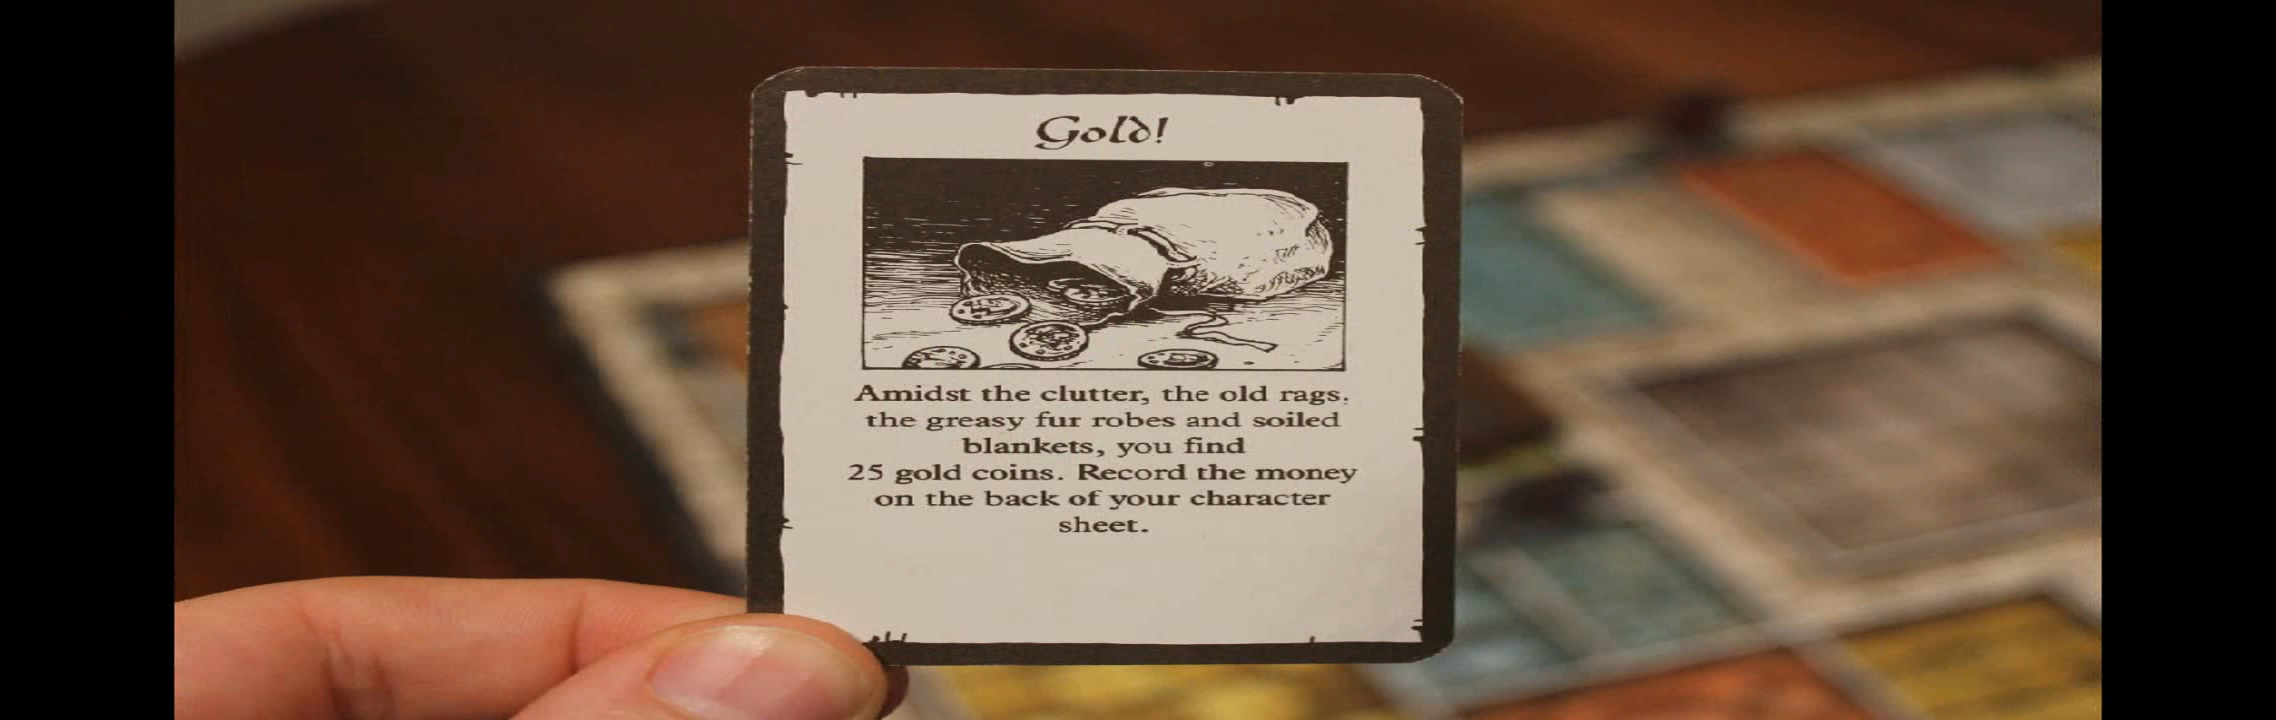 Gold!
Amidst the clutter, the old rags,
the greasy fur robes and soiled
blankets, you find
25 gold coins. Record the money
on the back of your character
sheet.